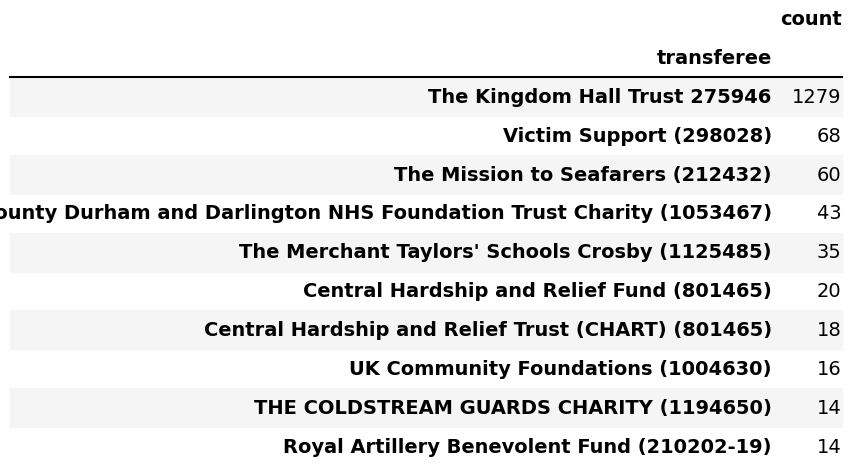 count
transferee
The Kingdom Hall Trust 275946 1279
Victim Support (298028) 68
The Mission to Seafarers (212432) 60
ounty Durham and Darlington NHS Foundation Trust Charity (1053467) 43
The Merchant Taylors' Schools Crosby (1125485) 35
Central Hardship and Relief Fund (801465) 20
Central Hardship and Relief Trust (CHART) (801465) 18
UK Community Foundations (1004630) 16
THE COLDSTREAM GUARDS CHARITY (1194650) 14
Royal Artillery Benevolent Fund (210202-19) 14